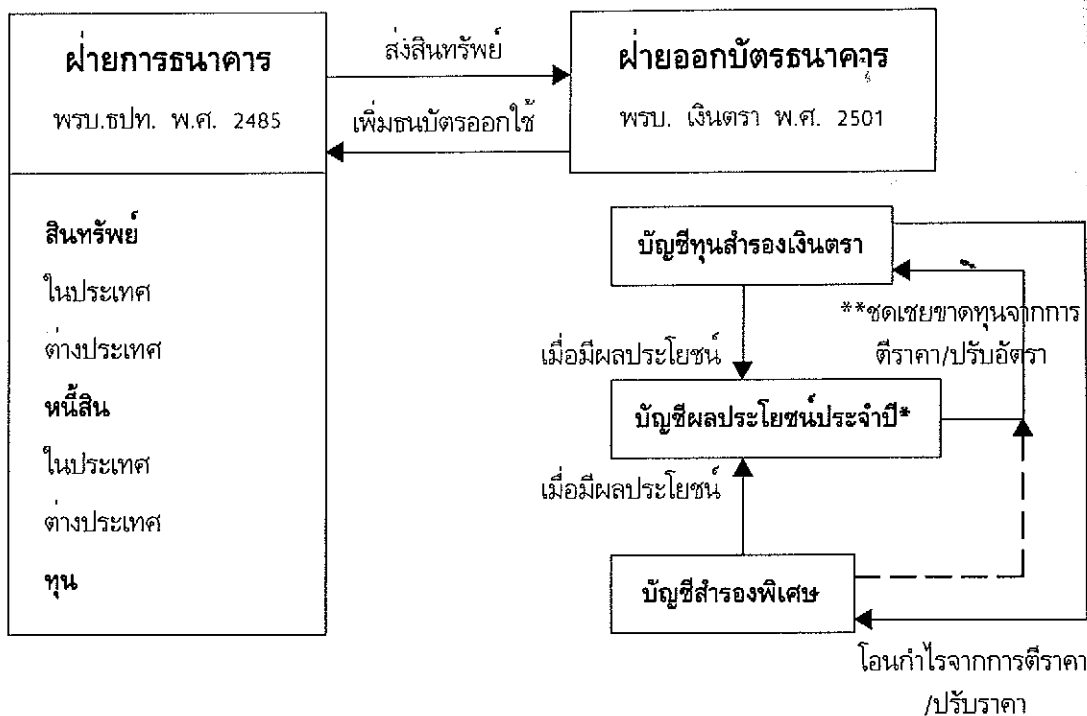 ฝ่ายการธนาคาร
พรบ.ธปท. พ.ศ. 2485
ส่งสินทรัพย์
เพิ่มธนบัตรออกใช้
ฝ่ายออกบัตรธนาคาร
พรบ. เงินตรา พ.ศ. 2501
สินทรัพย์
ในประเทศ
ต่างประเทศ
หนี้สิน
ในประเทศ
ต่างประเทศ
ทุน
บัญชีทุนสำรองเงินตรา
**ชดเชยขาดทุนจากการ
ตีราคา/ปรับอัตรา
เมื่อมีผลประโยชน์
บัญชีผลประโยชน์ประจำปี*
เมื่อมีผลประโยชน์
บัญชีสำรองพิเศษ
โอนกำไรจากการตีราคา
/ปรับราคา